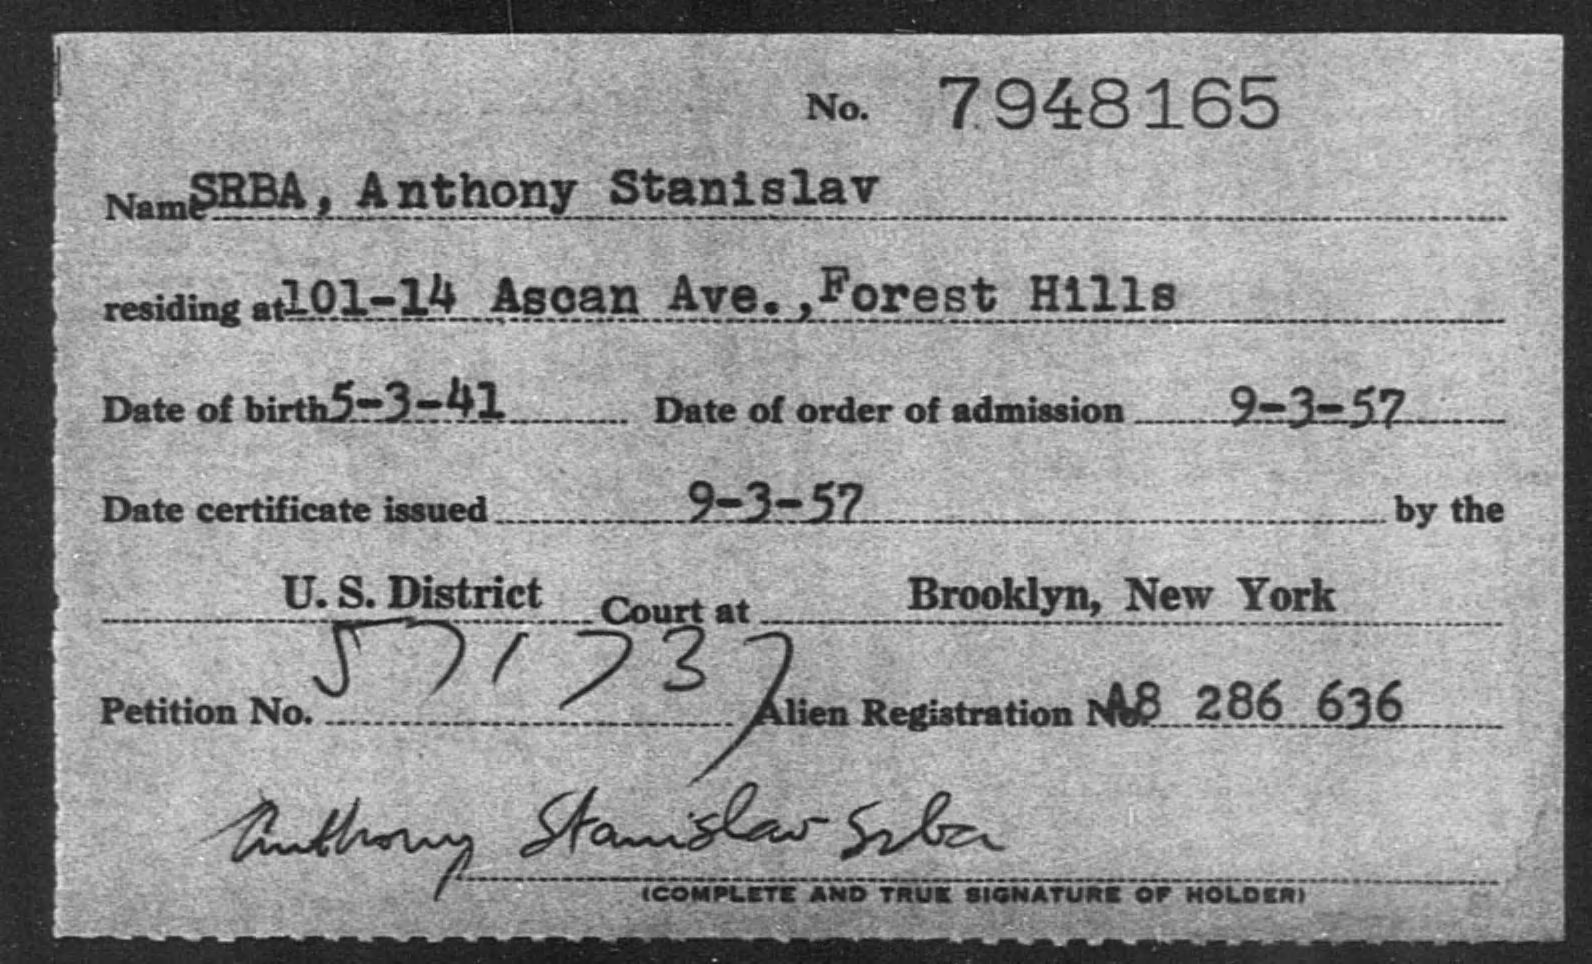 No. 7948165
Name SRBA, Anthony Stanislav
residing at 101-14 Ascan Ave.,Forest Hills
Date of birth 5-3-41 Date of order of admission 9-3-57
Date certificate issued 9-3-57 by the
U. S. District Court at Brooklyn, New York
Petition No. 571737 Alien Registration No. A8 286 636
Anthony Stanislav Srba
(COMPLETE AND TRUE SIGNATURE OF HOLDER)